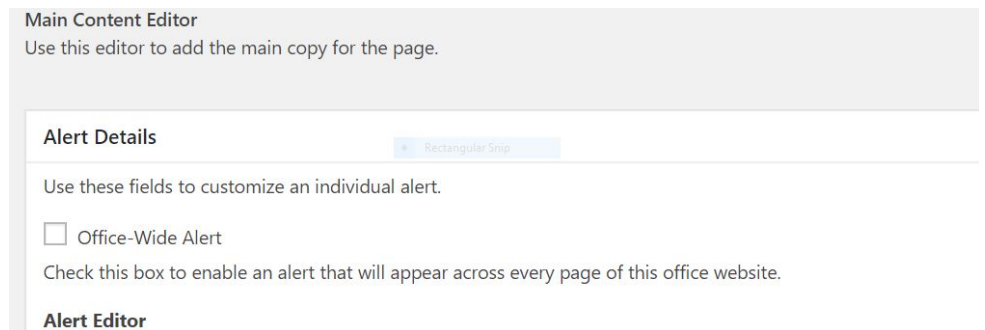 Main Content Editor
Use this editor to add the main copy for the page.
Alert Details
Rectangular Snip
Use these fields to customize an individual alert.
Office-Wide Alert
Check this box to enable an alert that will appear across every page of this office website.
Alert Editor